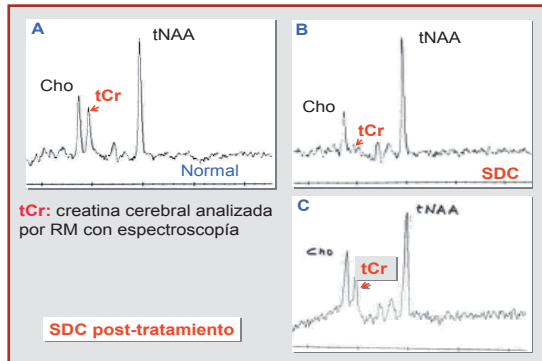 A
tNAA
Cho
tCr
Normal
B
tNAA
Cho
tCr
SDC
tCr: creatina cerebral analizada
por RM con espectroscopía
C
tNAA
Cho
tCr
SDC post-tratamiento